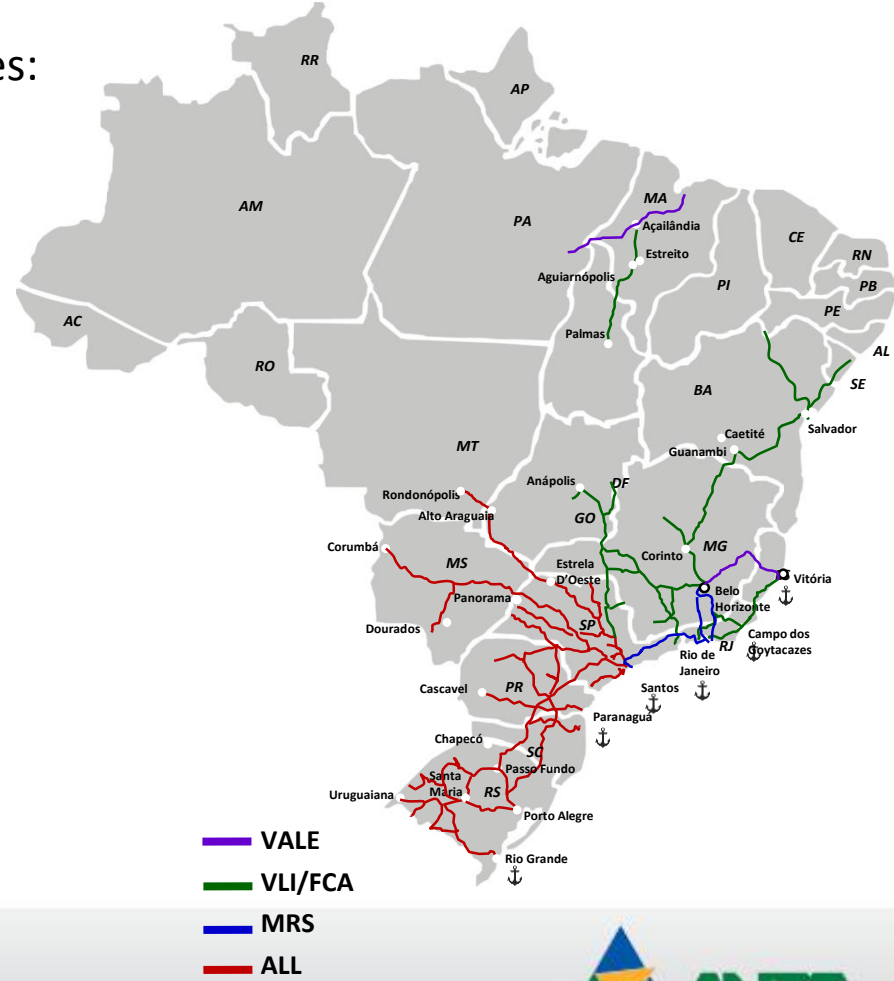 es:
RR
AP
AM
PA
MA
Açailândia
CE
RN
Estreito
Aguiarnópolis
PI
PB
PE
AC
Palmas
AL
RO
SE
BA
Caetité
Salvador
MT
Guanambi
Anápolis
DF
Rondonópolis
Alto Araguaia
GO
Corumbá
MG
Corinto
MS
Estrela
D'Oeste
Vitória
Belo
Horizonte
Panorama
Dourados
SP
Campo dos
Goytacazes
RJ
Rio de
Janeiro
Cascavel
PR
Santos
Paranaguá
Chapecó
SC
Passo Fundo
Santa
Maria
RS
Uruguaiana
Porto Alegre
VALE
Rio Grande
VLI/FCA
MRS
ALL